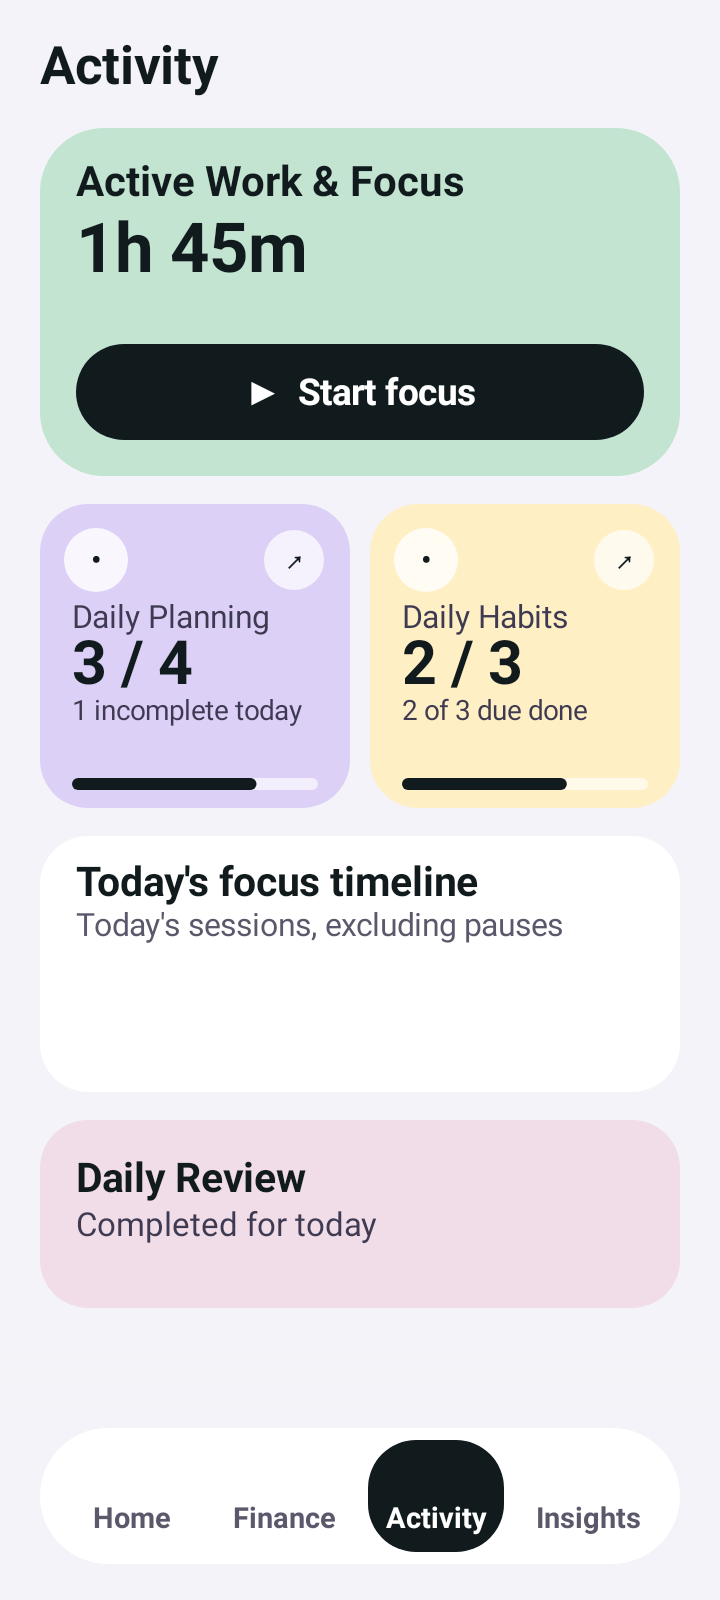 Activity
Active Work & Focus
1h 45m
Start focus
Daily Planning
3 / 4
1 incomplete today
Daily Habits
2 / 3
2 of 3 due done
Today's focus timeline
Today's sessions, excluding pauses
Daily Review
Completed for today
Home
Finance
Activity
Insights